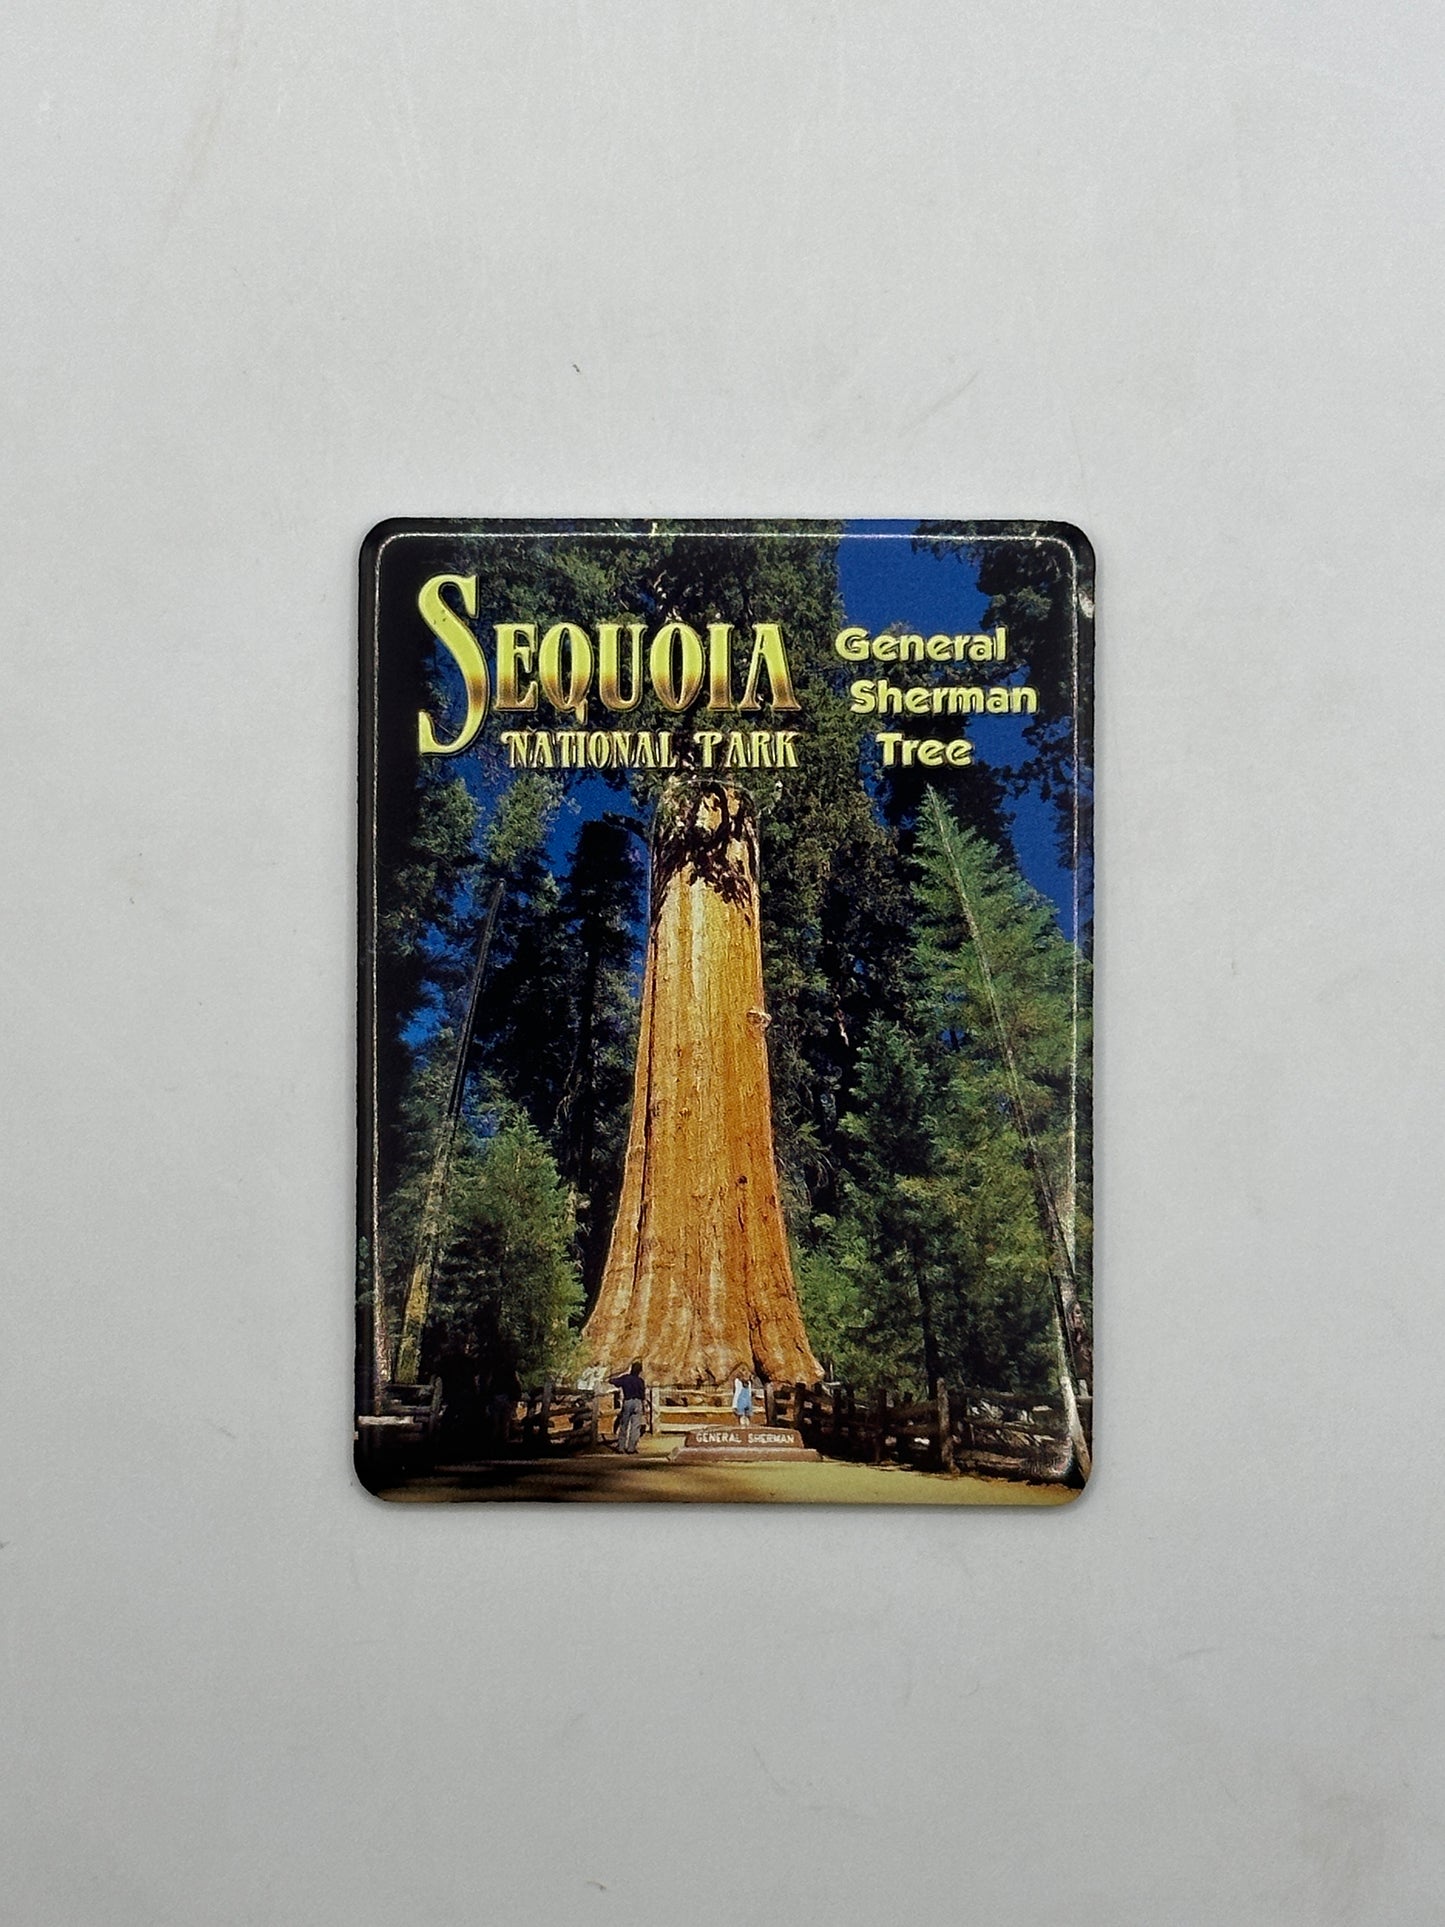 SEQUOIA
NATIONAL PARK
General
Sherman
Tree
GENERAL SHERMAN